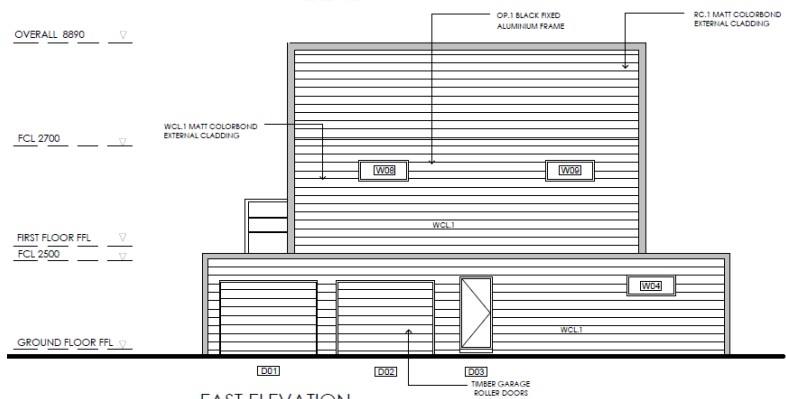 OP.1 BLACK FIXED
ALUMINIUM FRAME
RC.1 MATT COLORBOND
EXTERNAL CLADDING
OVERALL 8890
WCL.1 MATT COLORBOND
EXTERNAL CLADDING
FCL 2700
W08
W09
WCL.1
FIRST FLOOR FFL
FCL 2500
W04
WCL.1
GROUND FLOOR FFL
D01
D02
D03
TIMBER GARAGE
ROLLER DOORS
EAST ELEVATION